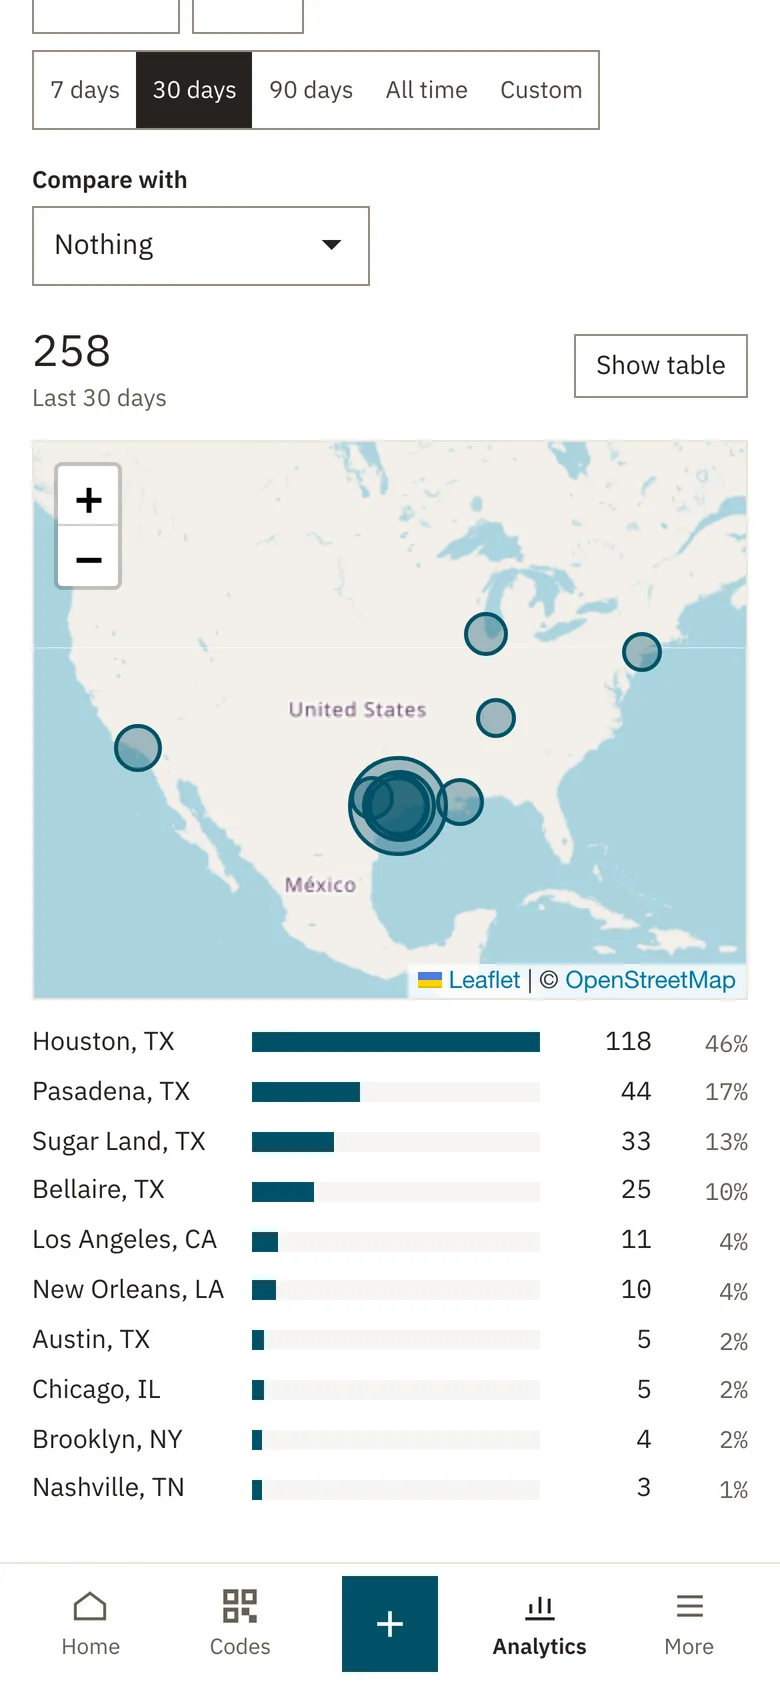 7 days 30 days 90 days All time Custom
Compare with
Nothing
258
Last 30 days
Show table
+
−
United States
México
Leaflet | © OpenStreetMap
Houston, TX 118 46%
Pasadena, TX 44 17%
Sugar Land, TX 33 13%
Bellaire, TX 25 10%
Los Angeles, CA 11 4%
New Orleans, LA 10 4%
Austin, TX 5 2%
Chicago, IL 5 2%
Brooklyn, NY 4 2%
Nashville, TN 3 1%
+
Home Codes Analytics More